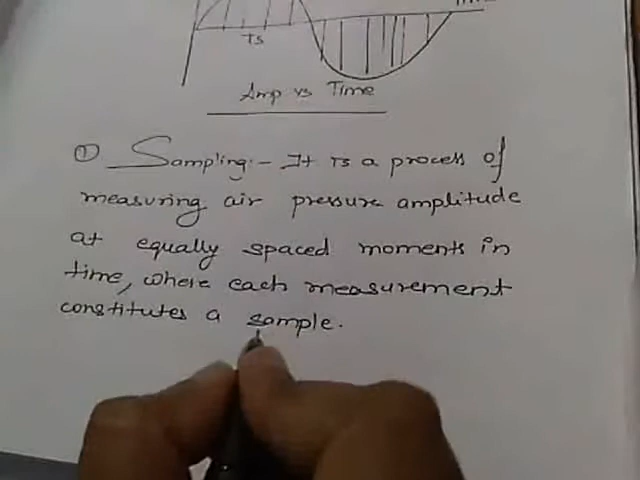 Ts
Amp vs Time
① Sampling:- It is a process of
measuring air pressure amplitude
at equally spaced moments in
time, where each measurement
constitutes a sample.